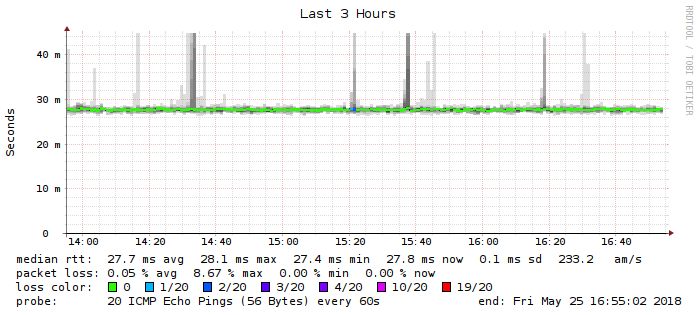 Last 3 Hours
RRDTOOL / TOBI OETIKER
Seconds
40 m
30 m
20 m
10 m
0
14:00 14:20 14:40 15:00 15:20 15:40 16:00 16:20 16:40
median rtt: 27.7 ms avg 28.1 ms max 27.4 ms min 27.8 ms now 0.1 ms sd 233.2 am/s
packet loss: 0.05 % avg 8.67 % max 0.00 % min 0.00 % now
loss color: 0 1/20 2/20 3/20 4/20 10/20 19/20
probe: 20 ICMP Echo Pings (56 Bytes) every 60s end: Fri May 25 16:55:02 2018